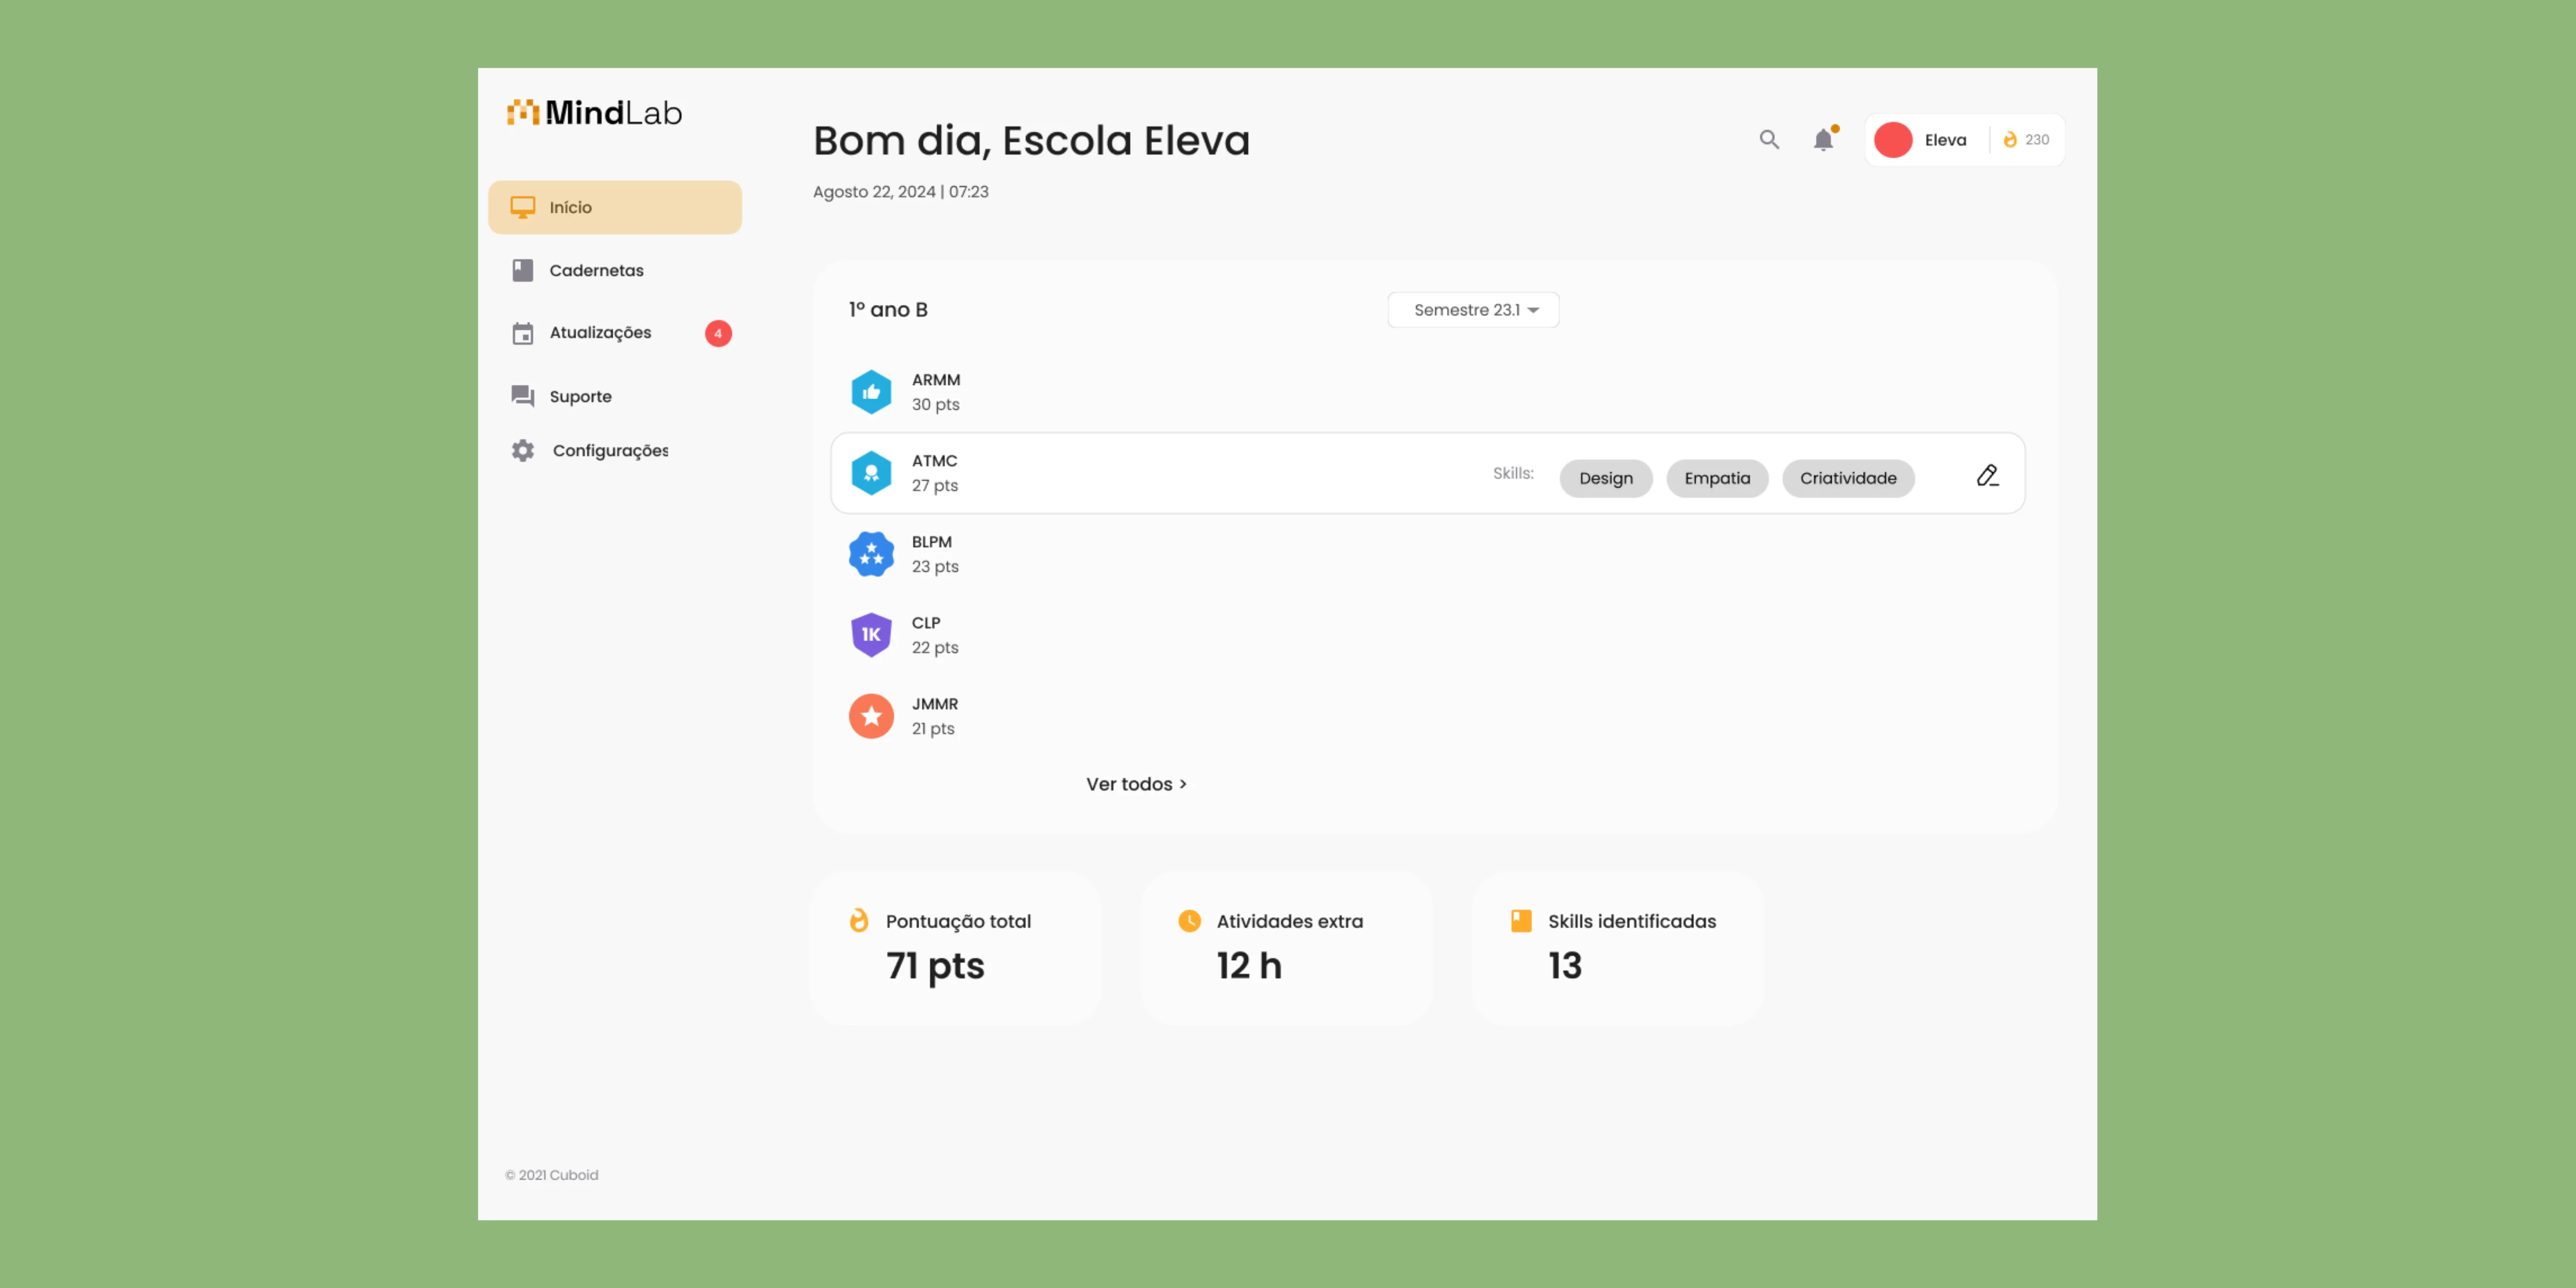 MindLab
Início
Cadernetas
Atualizações 4
Suporte
Configurações
© 2021 Cuboid
Bom dia, Escola Eleva
Agosto 22, 2024 | 07:23
Eleva 230
1º ano B
Semestre 23.1
ARMM
30 pts
ATMC
27 pts
Skills: Design Empatia Criatividade
BLPM
23 pts
1K
CLP
22 pts
JMMR
21 pts
Ver todos >
Pontuação total
71 pts
Atividades extra
12 h
Skills identificadas
13